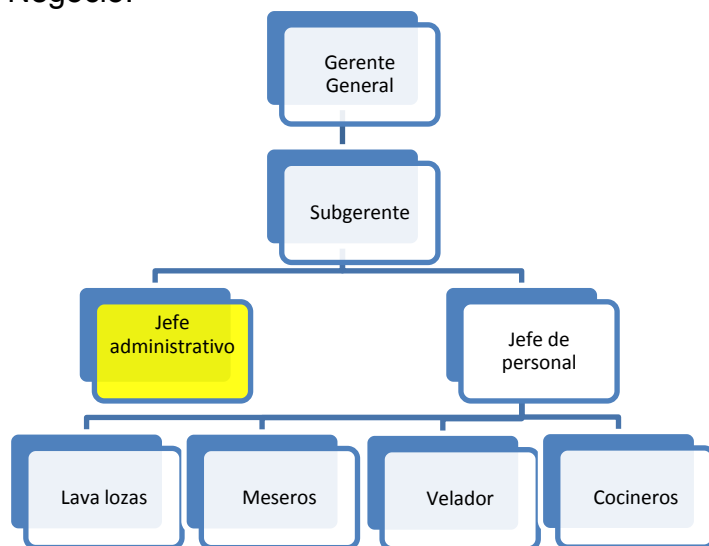 Negocio.
Gerente
General
Subgerente
Jefe
administrativo
Jefe de
personal
Lava lozas
Meseros
Velador
Cocineros